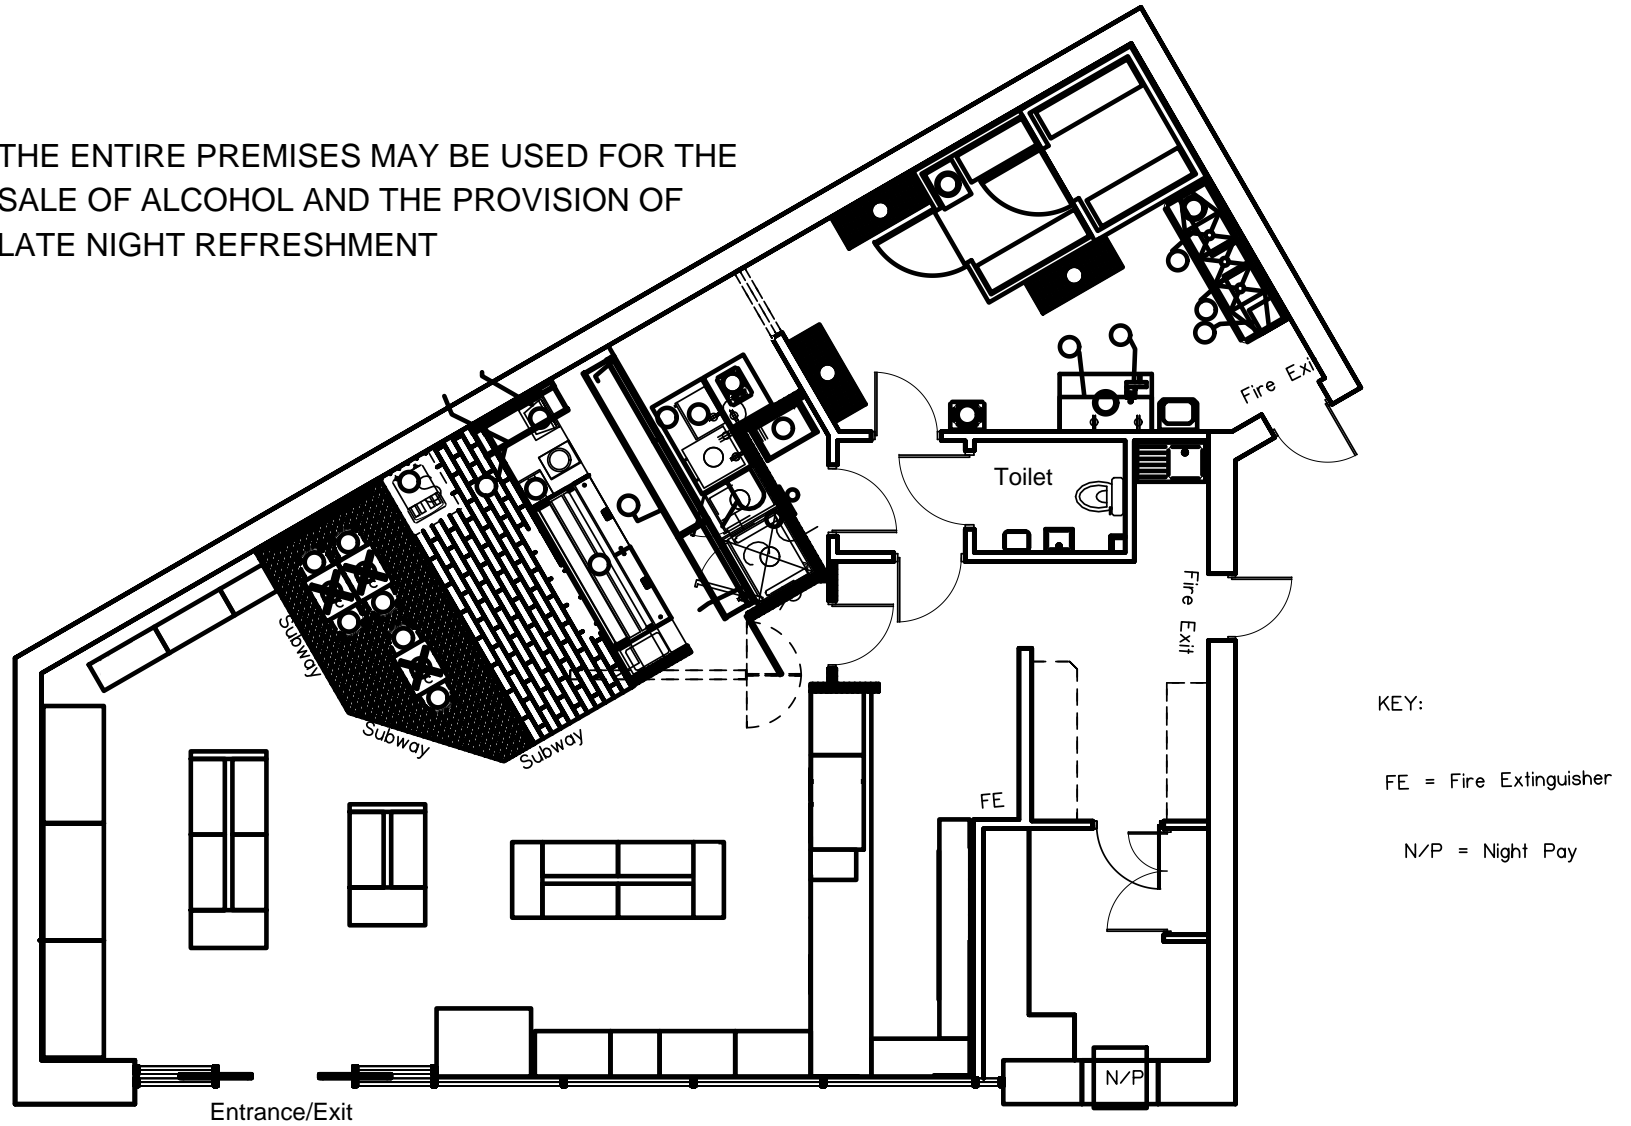 THE ENTIRE PREMISES MAY BE USED FOR THE
SALE OF ALCOHOL AND THE PROVISION OF
LATE NIGHT REFRESHMENT
Fire Exi
Toilet
Fire Exit
Subway
Subway
Subway
KEY:
FE = Fire Extinguisher
FE
N/P = Night Pay
N/P
Entrance/Exit